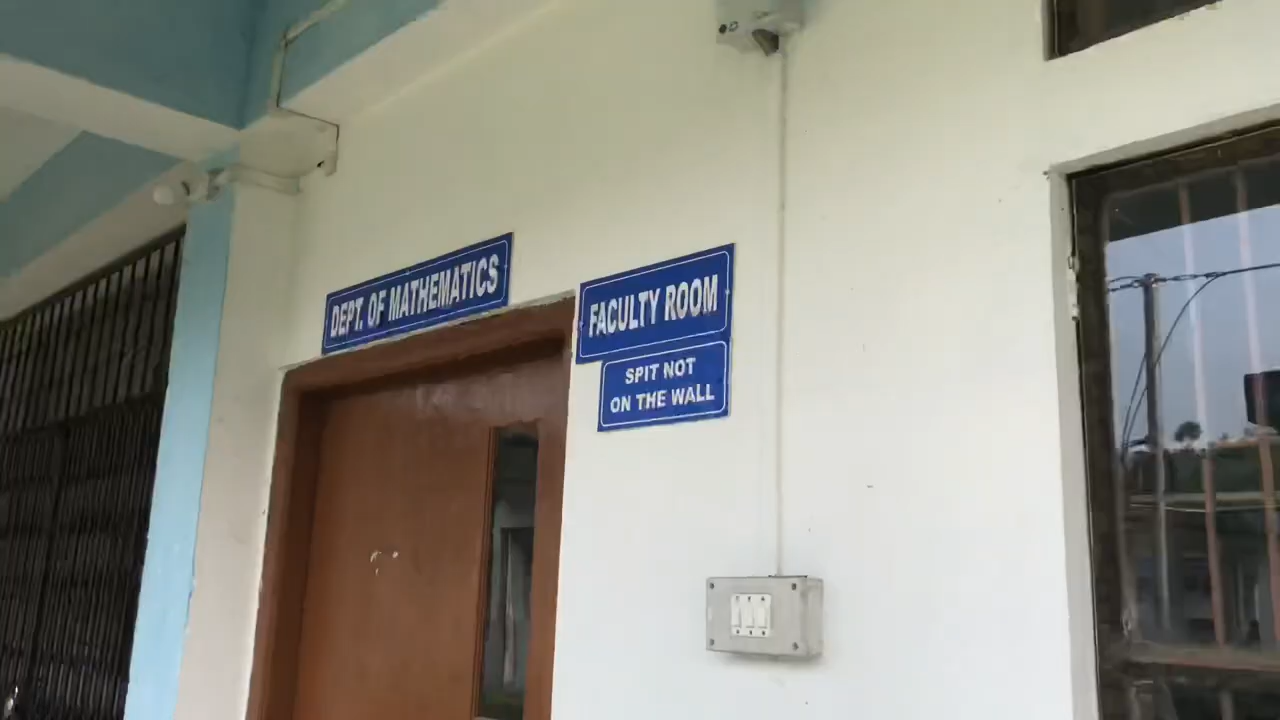 DEPT. OF MATHEMATICS
FACULTY ROOM
SPIT NOT
ON THE WALL